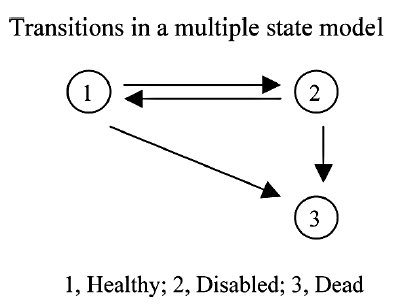 Transitions in a multiple state model
1
2
3
1, Healthy; 2, Disabled; 3, Dead